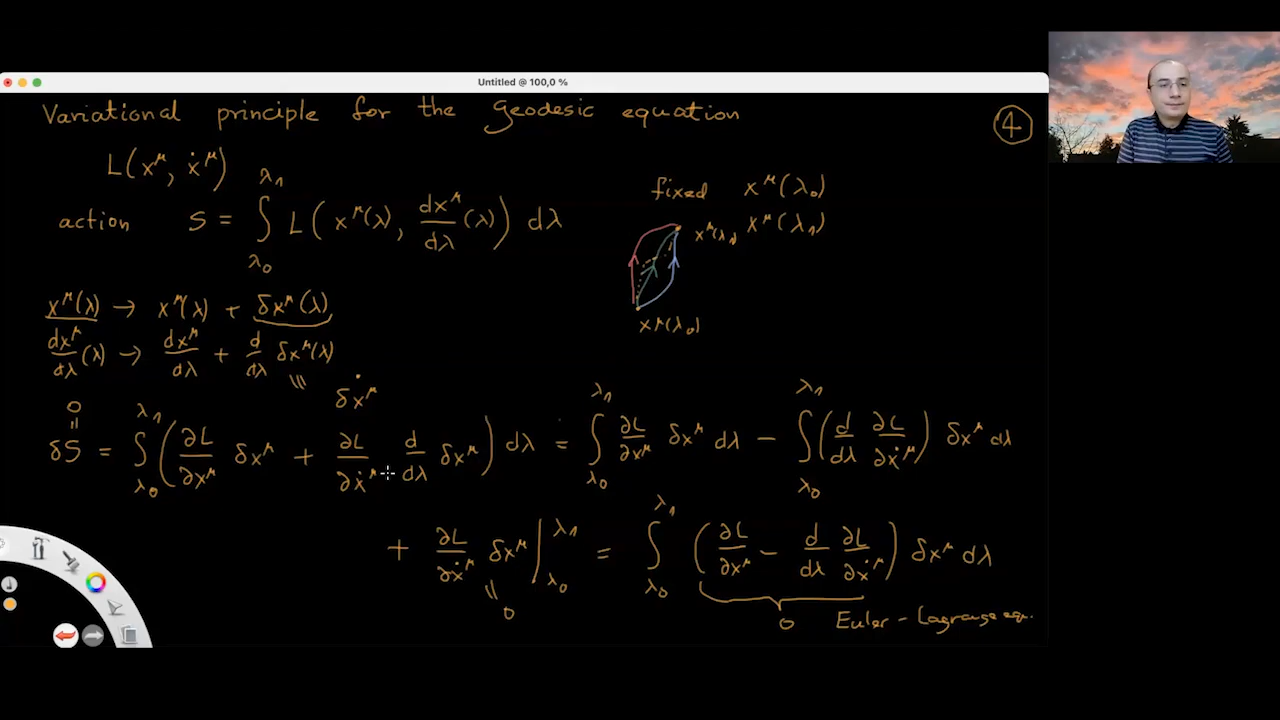 Untitled @ 100,0 %
Variational principle for the geodesic equation
④
L(x^μ, ẋ^μ)
action S = ∫_{λ₀}^{λ₁} L( x^μ(λ), dx^μ/dλ (λ) ) dλ
fixed x^μ(λ₀)
x^μ(λ₁)
x^μ(λ₁)
x^μ(λ₀)
x^μ(λ) → x^μ(λ) + δx^μ(λ)
dx^μ/dλ (λ) → dx^μ/dλ + d/dλ δx^μ(λ)
≡ δẋ^μ
0 =
δS = ∫_{λ₀}^{λ₁} ( ∂L/∂x^μ δx^μ + ∂L/∂ẋ^μ d/dλ δx^μ ) dλ = ∫_{λ₀}^{λ₁} ∂L/∂x^μ δx^μ dλ − ∫_{λ₀}^{λ₁} ( d/dλ ∂L/∂ẋ^μ ) δx^μ dλ
+ ∂L/∂ẋ^μ δx^μ |_{λ₀}^{λ₁} = ∫_{λ₀}^{λ₁} ( ∂L/∂x^μ − d/dλ ∂L/∂ẋ^μ ) δx^μ dλ
= 0
0 Euler - Lagrange eq.